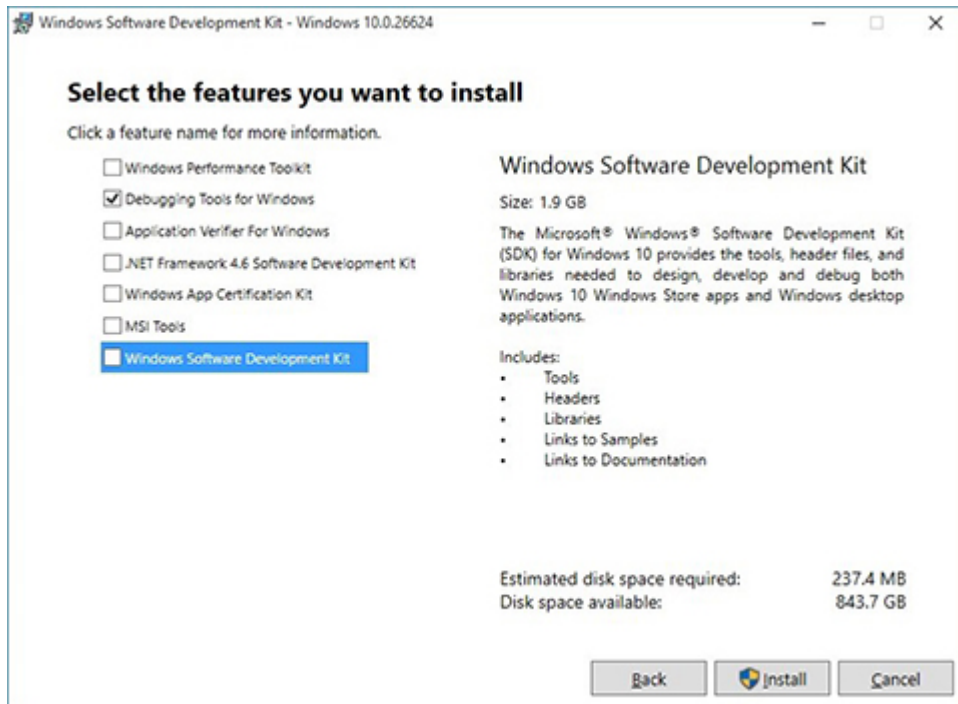 Windows Software Development Kit - Windows 10.0.26624
Select the features you want to install
Click a feature name for more information.
Windows Performance Toolkit
Debugging Tools for Windows
Application Verifier For Windows
.NET Framework 4.6 Software Development Kit
Windows App Certification Kit
MSI Tools
Windows Software Development Kit
Windows Software Development Kit
Size: 1.9 GB
The Microsoft® Windows® Software Development Kit
(SDK) for Windows 10 provides the tools, header files, and
libraries needed to design, develop and debug both
Windows 10 Windows Store apps and Windows desktop
applications.
Includes:
• Tools
• Headers
• Libraries
• Links to Samples
• Links to Documentation
Estimated disk space required: 237.4 MB
Disk space available: 843.7 GB
Back Install Cancel